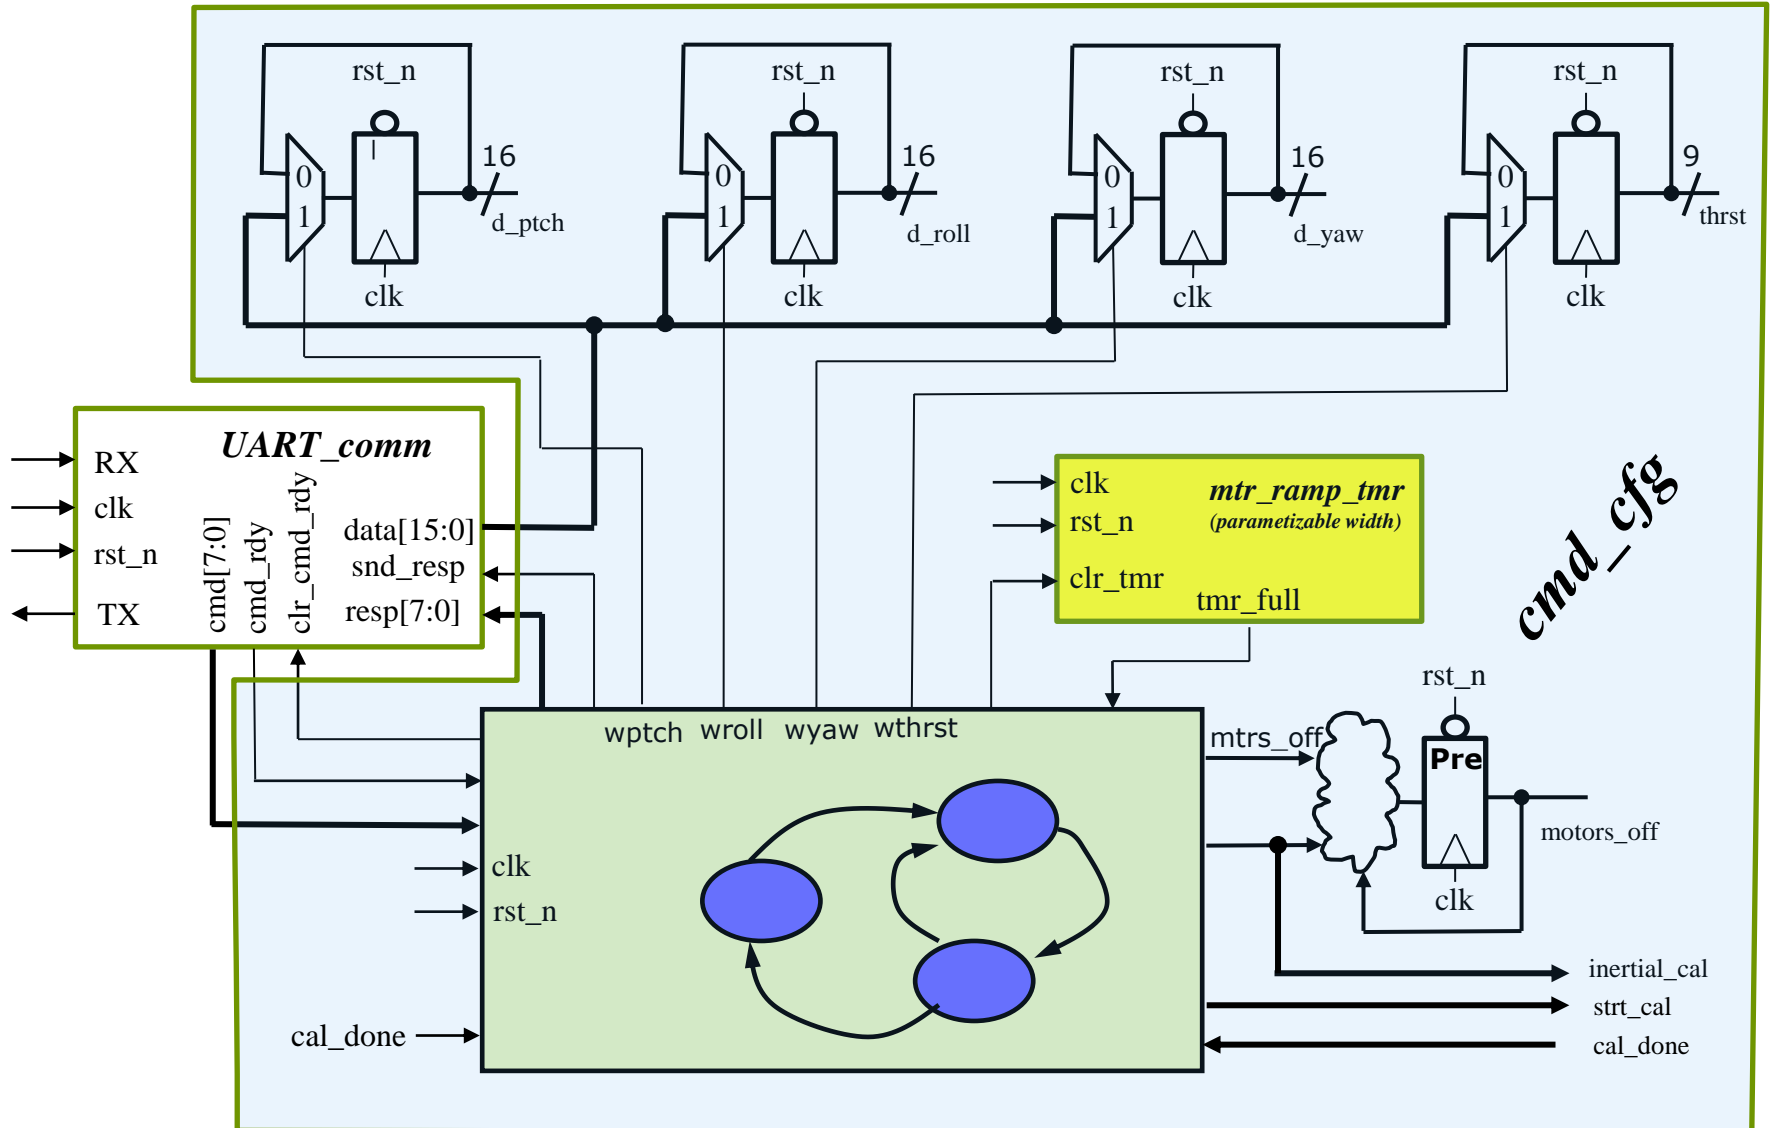 rst_n
rst_n
rst_n
rst_n
0
1
16
d_ptch
clk
0
1
16
d_roll
clk
0
1
16
d_yaw
clk
0
1
9
thrst
clk
UART_comm
RX
clk
rst_n
TX
cmd[7:0]
cmd_rdy
clr_cmd_rdy
data[15:0]
snd_resp
resp[7:0]
clk
rst_n
clr_tmr
mtr_ramp_tmr
(parametizable width)
tmr_full
cmd_cfg
wptch
wroll
wyaw
wthrst
clk
rst_n
cal_done
mtrs_off
rst_n
Pre
clk
motors_off
inertial_cal
strt_cal
cal_done